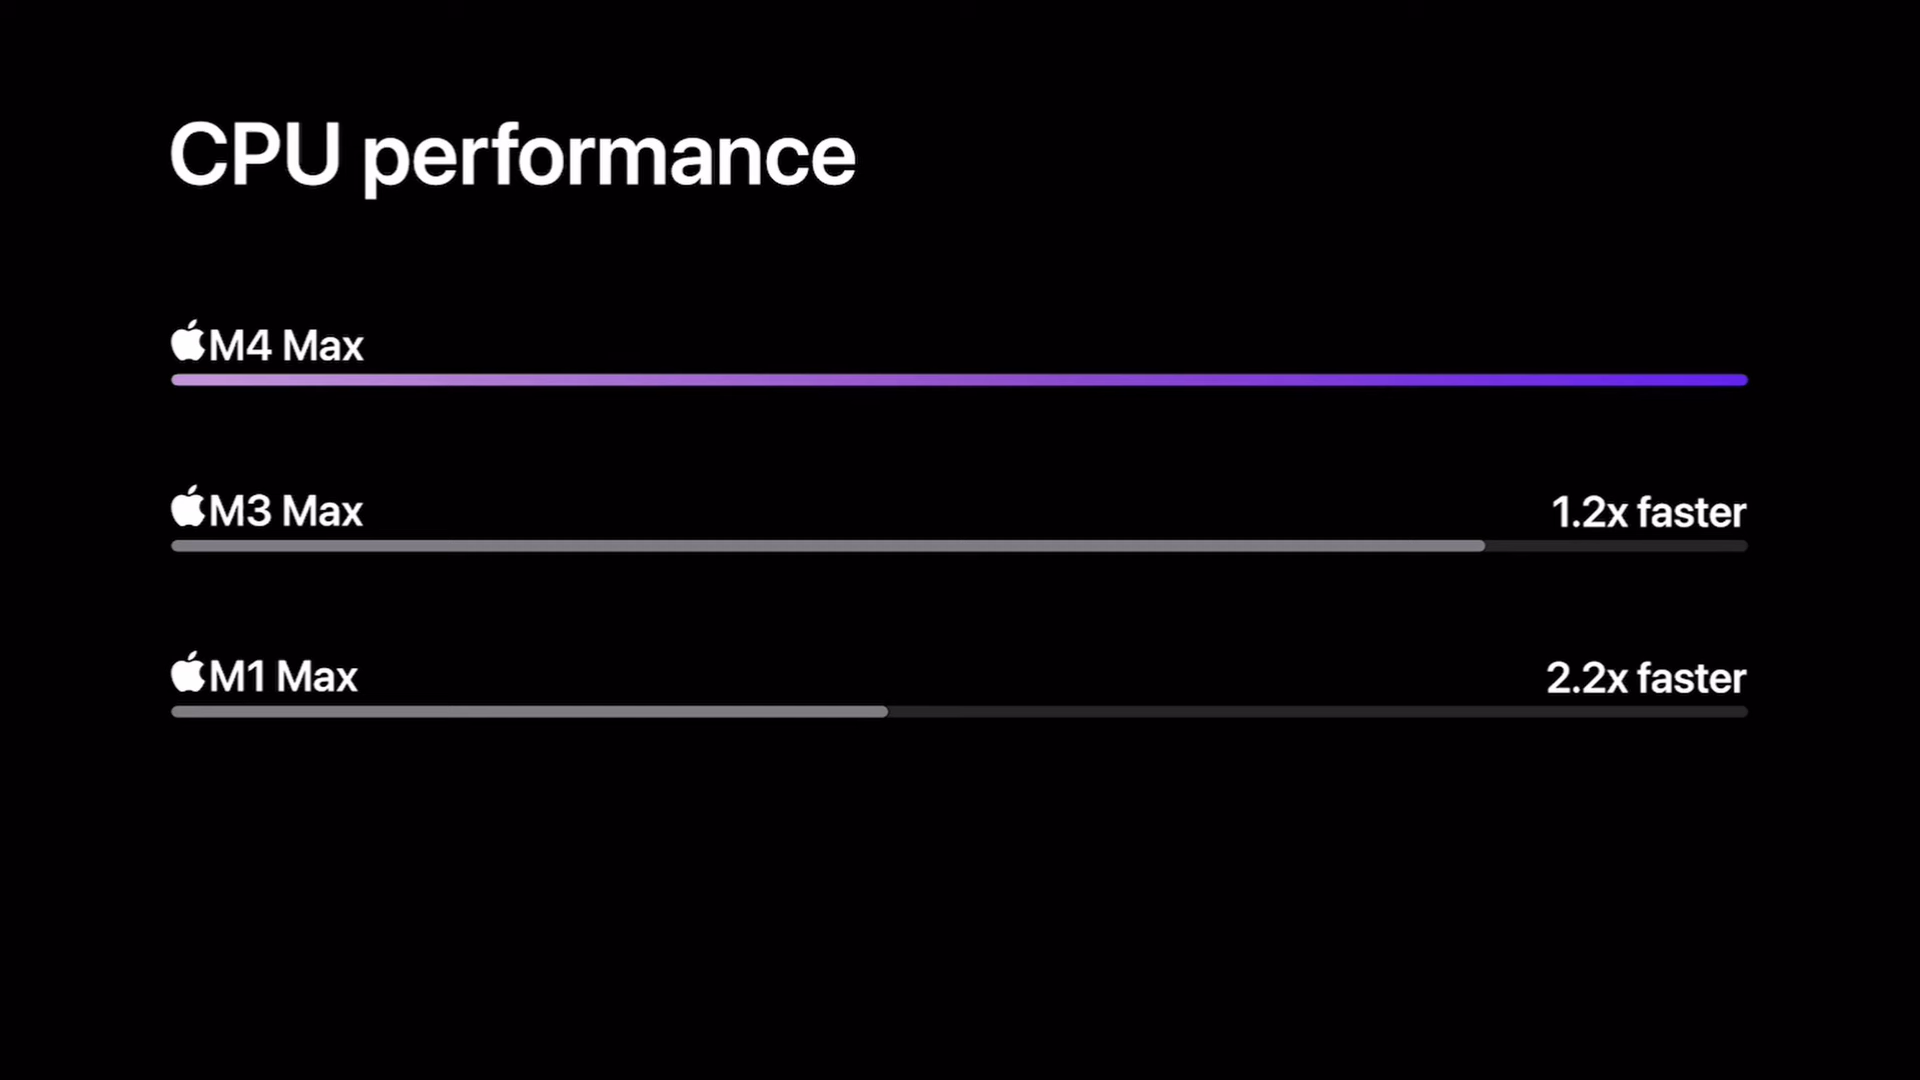 CPU performance
M4 Max
M3 Max
1.2x faster
M1 Max
2.2x faster